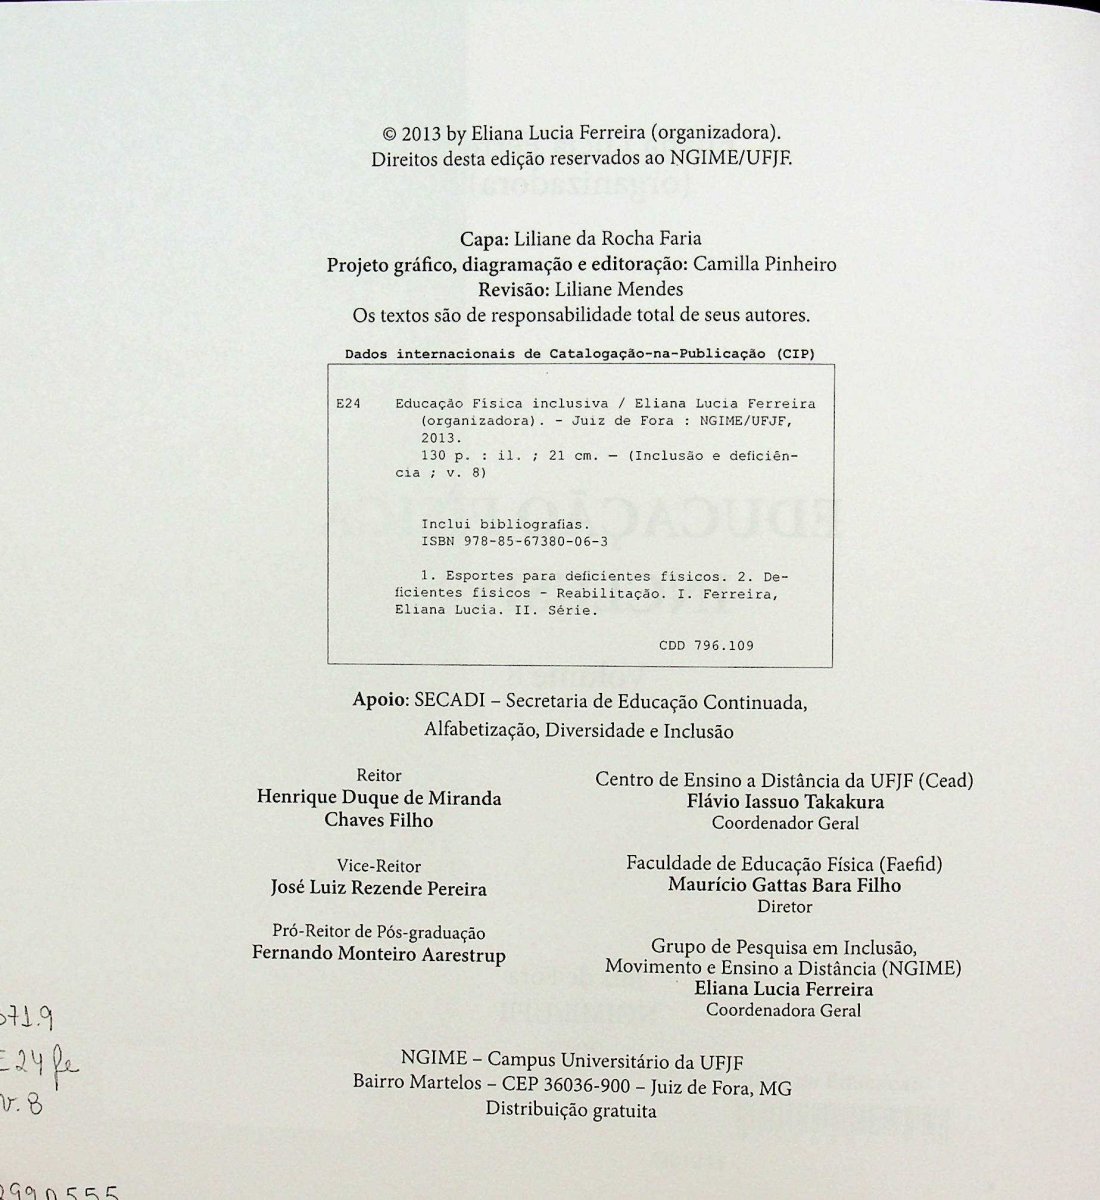 © 2013 by Eliana Lucia Ferreira (organizadora).
Direitos desta edição reservados ao NGIME/UFJF.
Capa: Liliane da Rocha Faria
Projeto gráfico, diagramação e editoração: Camilla Pinheiro
Revisão: Liliane Mendes
Os textos são de responsabilidade total de seus autores.
Dados internacionais de Catalogação-na-Publicação (CIP)
E24 Educação Física inclusiva / Eliana Lucia Ferreira
(organizadora). - Juiz de Fora : NGIME/UFJF,
2013.
130 p. : il. ; 21 cm. — (Inclusão e deficiên-
cia ; v. 8)
Inclui bibliografias.
ISBN 978-85-67380-06-3
1. Esportes para deficientes físicos. 2. De-
ficientes físicos - Reabilitação. I. Ferreira,
Eliana Lucia. II. Série.
CDD 796.109
Apoio: SECADI – Secretaria de Educação Continuada,
Alfabetização, Diversidade e Inclusão
Reitor
Henrique Duque de Miranda
Chaves Filho
Vice-Reitor
José Luiz Rezende Pereira
Pró-Reitor de Pós-graduação
Fernando Monteiro Aarestrup
Centro de Ensino a Distância da UFJF (Cead)
Flávio Iassuo Takakura
Coordenador Geral
Faculdade de Educação Física (Faefid)
Maurício Gattas Bara Filho
Diretor
Grupo de Pesquisa em Inclusão,
Movimento e Ensino a Distância (NGIME)
Eliana Lucia Ferreira
Coordenadora Geral
NGIME – Campus Universitário da UFJF
Bairro Martelos – CEP 36036-900 – Juiz de Fora, MG
Distribuição gratuita
371.9
E24fe
v. 8